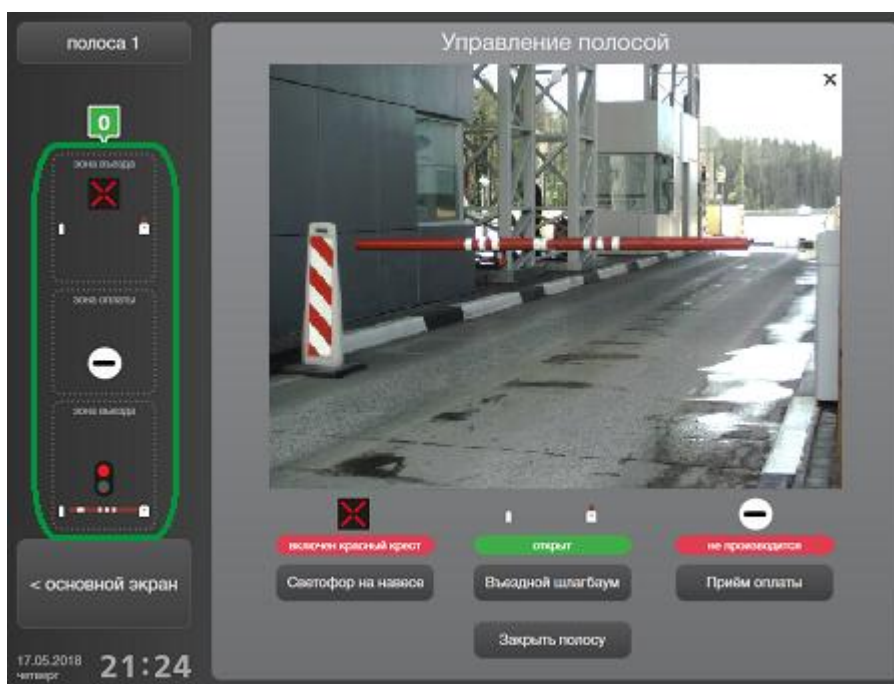 полоса 1
0
зона въезда
зона оплаты
зона выезда
< основной экран
17.05.2018
четверг
21:24
Управление полосой
включен красный крест
открыт
не производится
Светофор на навесе
Въездной шлагбаум
Приём оплаты
Закрыть полосу